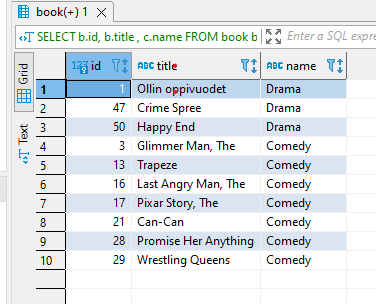 book(+) 1
SELECT b.id, b.title , c.name FROM book b
Enter a SQL expre
Grid
Text
123 id ABC title ABC name
1 1 Ollin oppivuodet Drama
2 47 Crime Spree Drama
3 50 Happy End Drama
4 3 Glimmer Man, The Comedy
5 13 Trapeze Comedy
6 16 Last Angry Man, The Comedy
7 17 Pixar Story, The Comedy
8 21 Can-Can Comedy
9 28 Promise Her Anything Comedy
10 29 Wrestling Queens Comedy